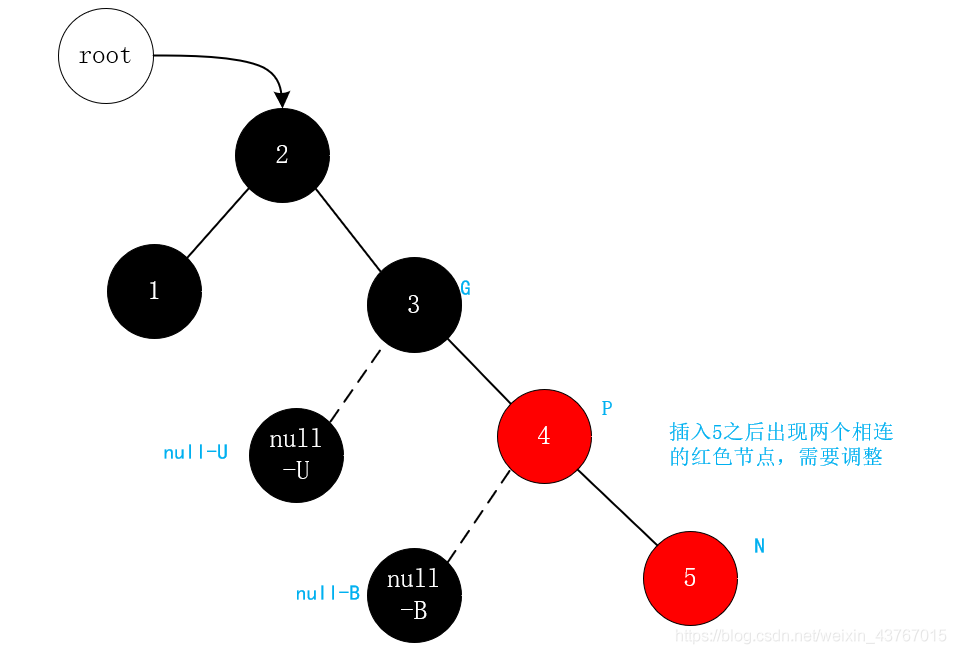 root
2
1
3
G
null
-U
null-U
4
P
插入5之后出现两个相连
的红色节点，需要调整
null
-B
null-B
5
N
https://blog.csdn.net/weixin_43767015